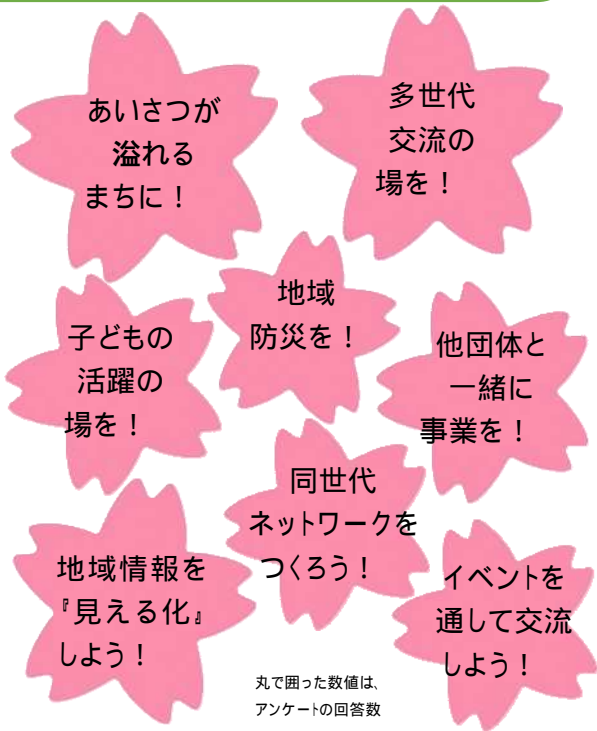 あいさつが
溢れる
まちに！
多世代
交流の
場を！
地域
防災を！
子どもの
活躍の
場を！
他団体と
一緒に
事業を！
同世代
ネットワークを
つくろう！
地域情報を
『見える化』
しよう！
イベントを
通して交流
しよう！
丸で囲った数値は、
アンケートの回答数